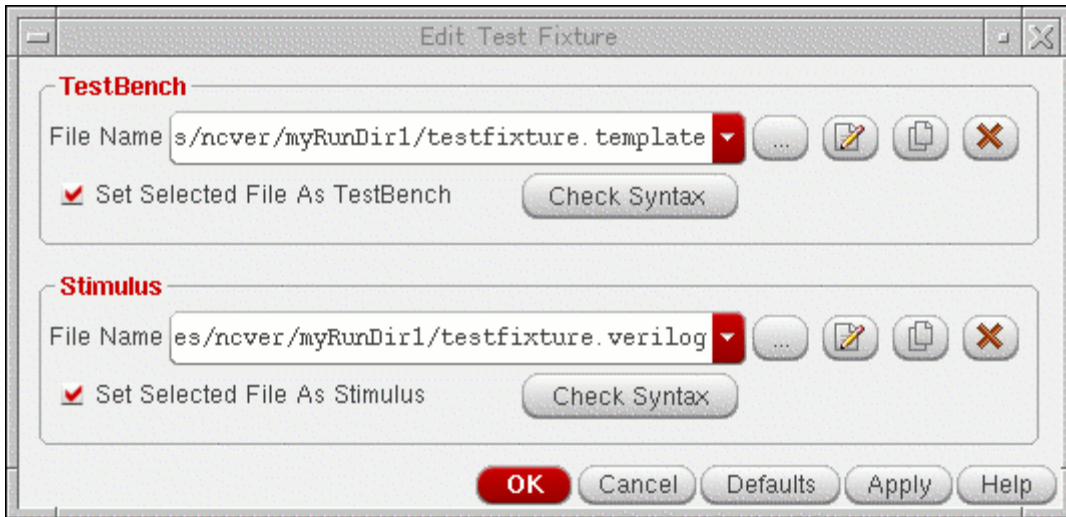 Edit Test Fixture
TestBench
File Name s/ncver/myRunDir1/testfixture.template ...
Set Selected File As TestBench Check Syntax
Stimulus
File Name es/ncver/myRunDir1/testfixture.verilog ...
Set Selected File As Stimulus Check Syntax
OK Cancel Defaults Apply Help